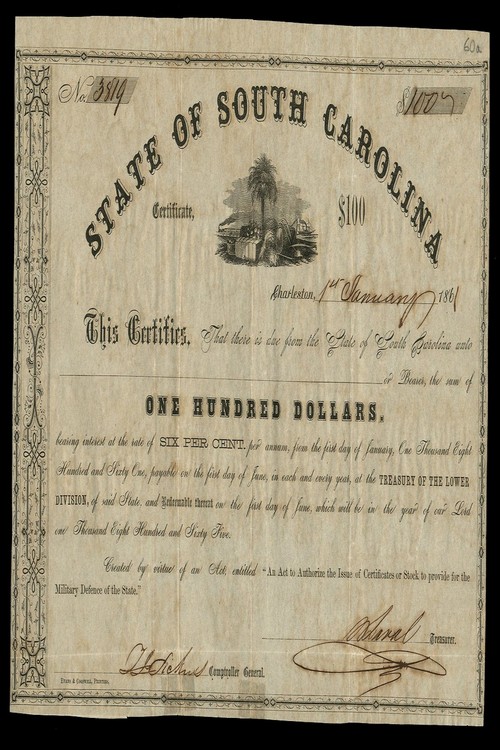 60a
No. 3819
$100
STATE OF SOUTH CAROLINA
Certificate, $100
Charleston, 1st January 1861
This Certifies, That there is due from the State of South Carolina unto
or Bearer, the sum of
ONE HUNDRED DOLLARS,
bearing interest at the rate of SIX PER CENT. per annum, from the first day of January, One Thousand Eight
Hundred and Sixty One, payable on the first day of June, in each and every year, at the TREASURY OF THE LOWER
DIVISION, of said State, and Redeemable thereat on the first day of June, which will be in the year of our Lord
one Thousand Eight Hundred and Sixty Five.
Created by virtue of an Act, entitled "An Act to Authorize the Issue of Certificates or Stock to provide for the
Military Defence of the State."
Treasurer.
Comptroller General.
EVANS & COGSWELL, PRINTERS.